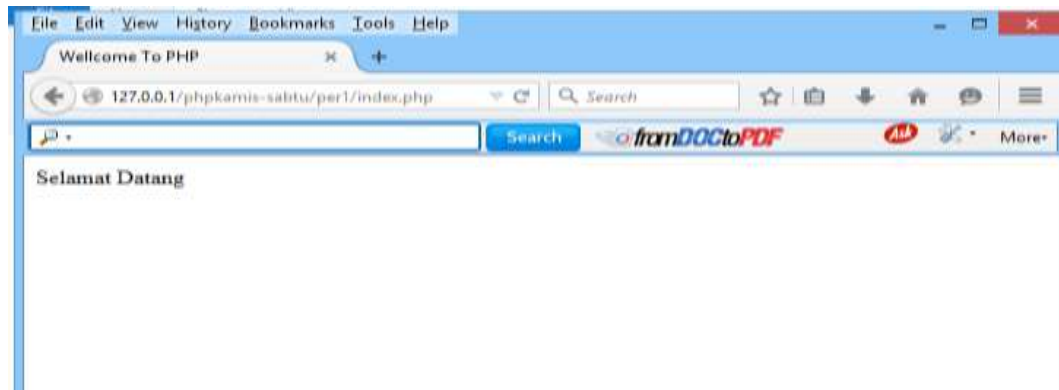 File Edit View History Bookmarks Tools Help
Wellcome To PHP
127.0.0.1/phpkamis-sabtu/per1/index.php Search
Search fromDOCtoPDF Ask More
Selamat Datang